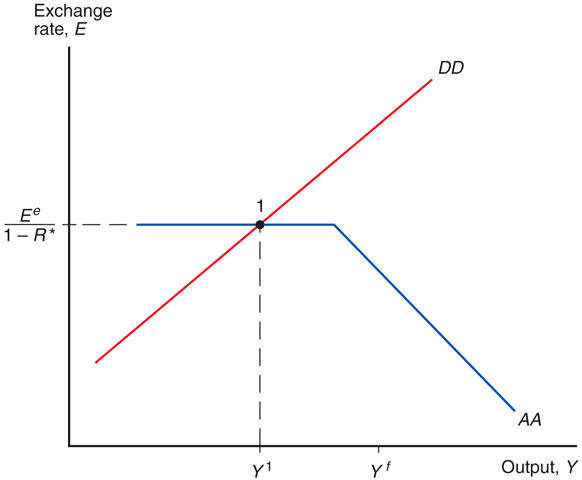 Exchange
rate, E
DD
1
E^e
1 – R*
AA
Y^1
Y^f
Output, Y